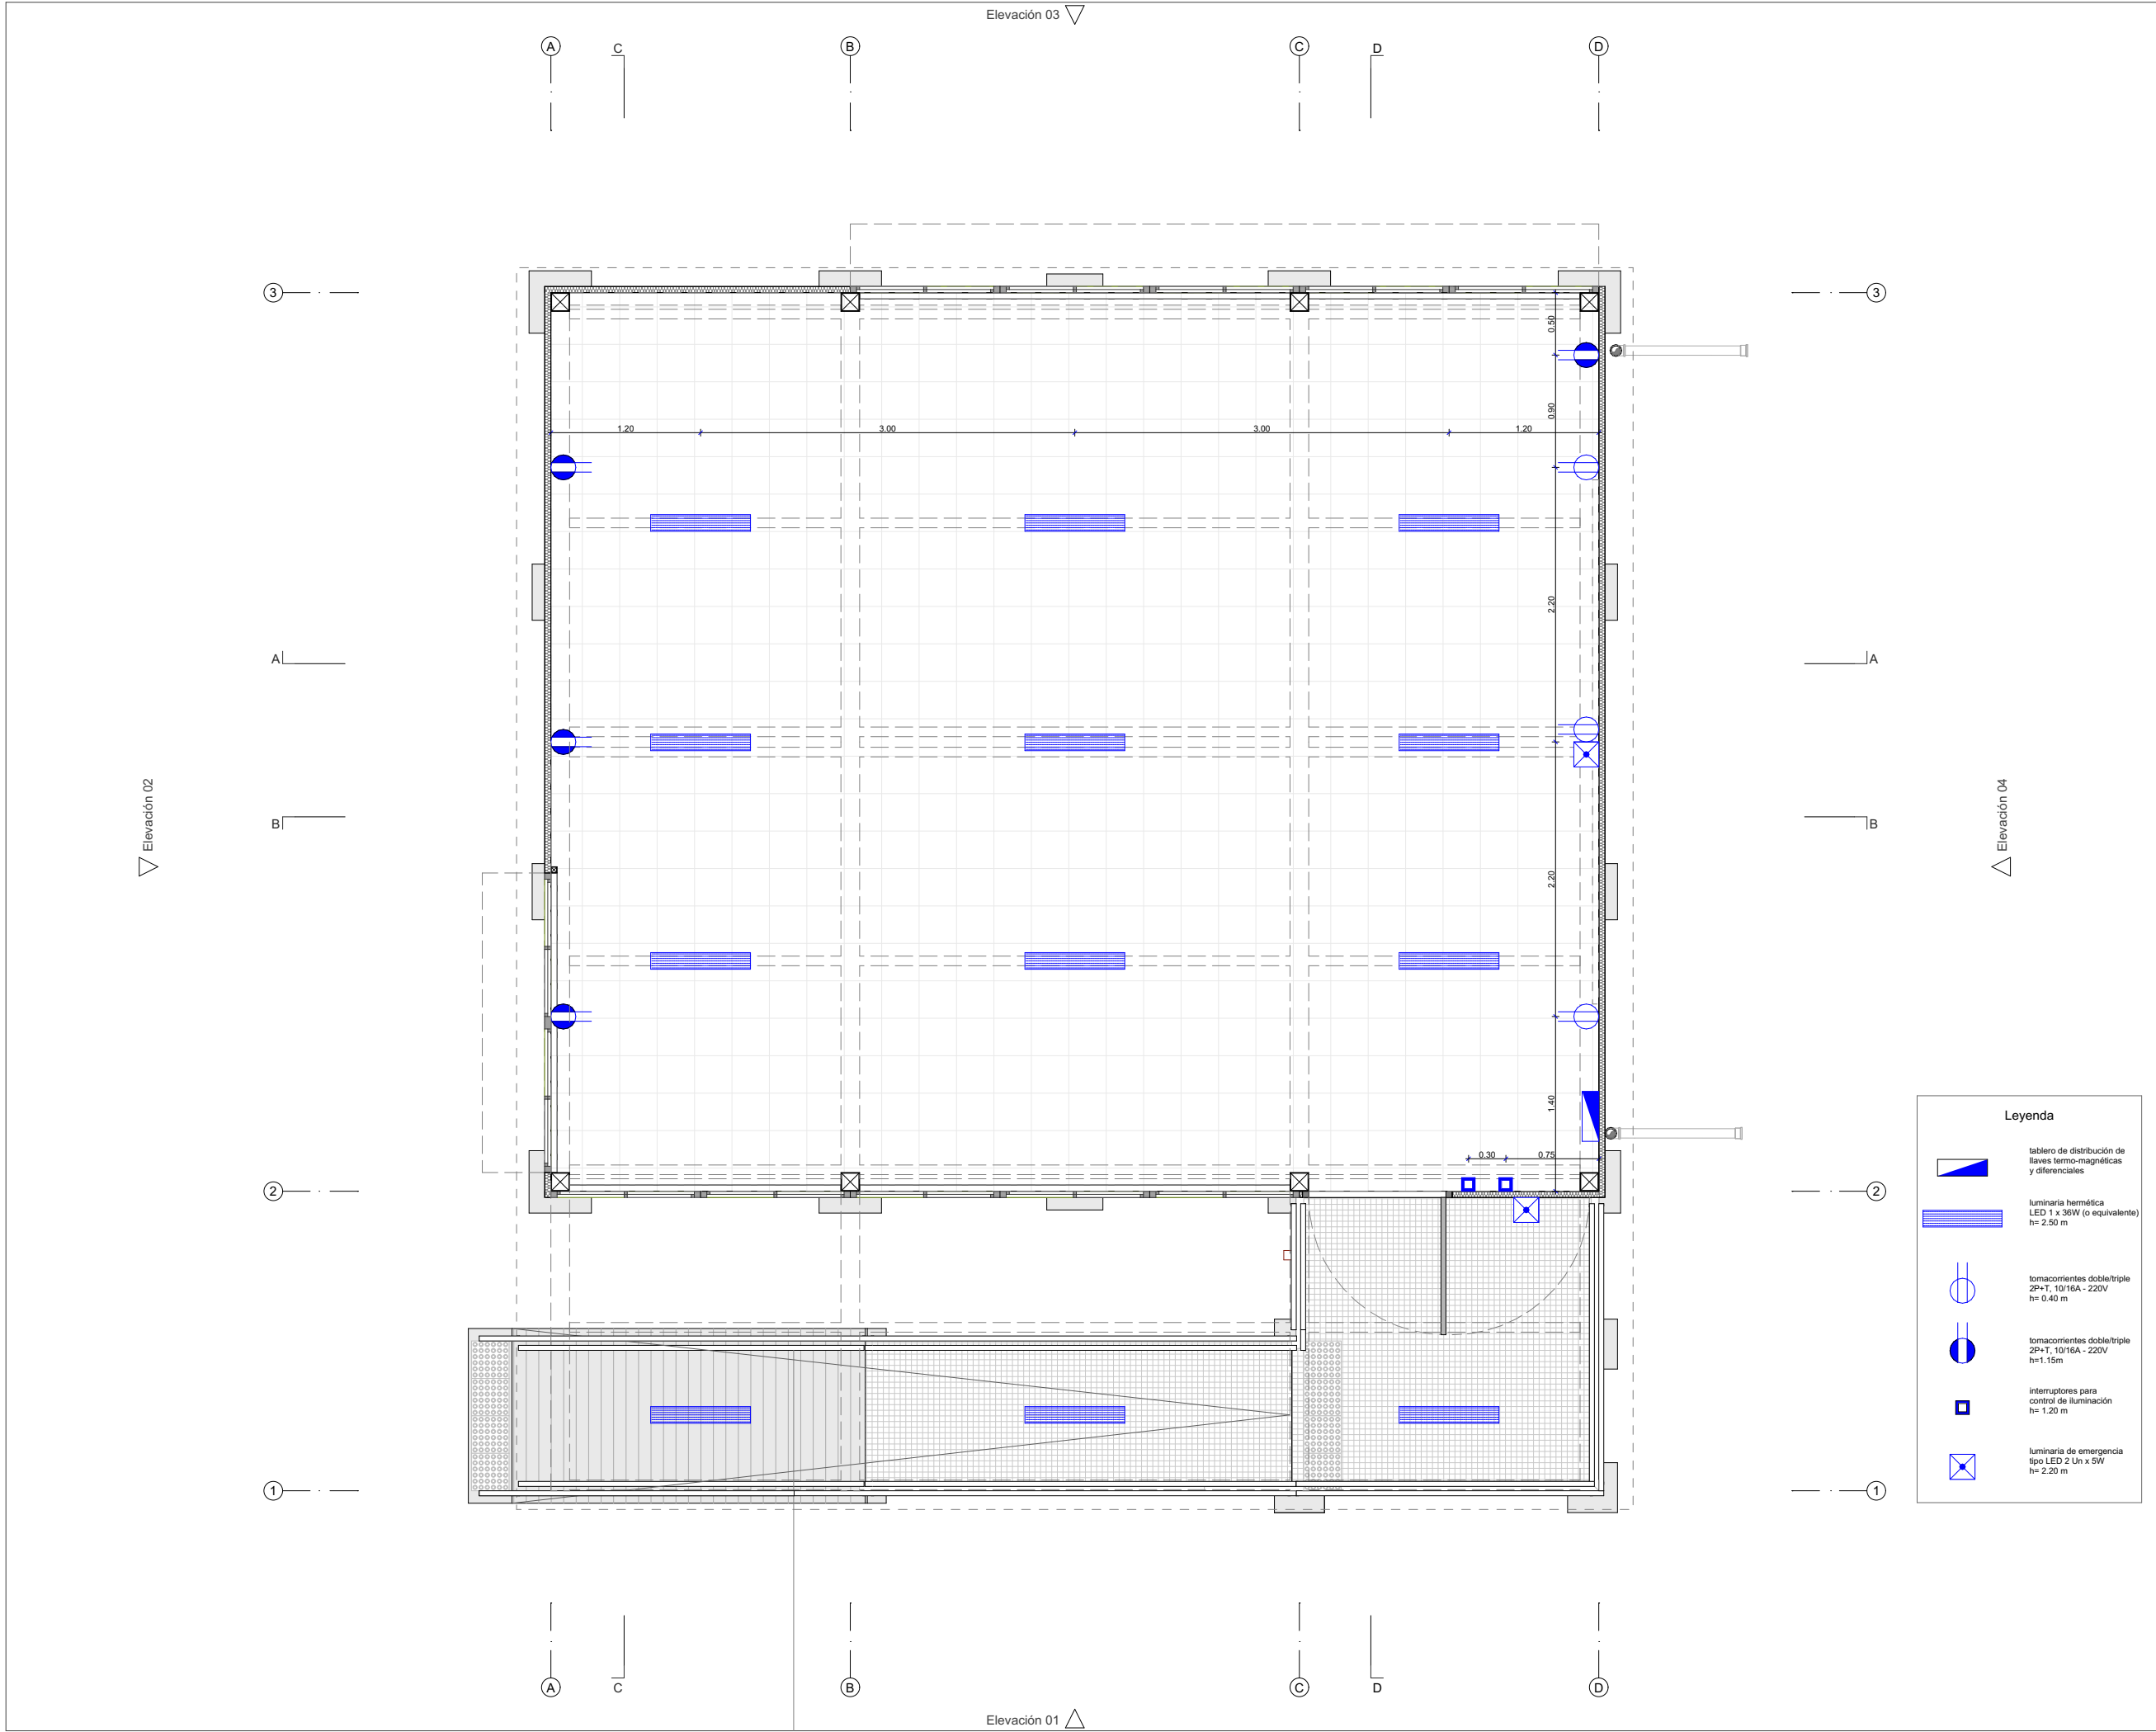 Elevación 03
A
C
B
C
D
D
3
3
0.50
0.90
1.20
3.00
3.00
1.20
2.20
A
A
B
B
Elevación 02
Elevación 04
2.20
1.40
0.30
0.75
2
2
Leyenda
tablero de distribución de
llaves termo-magnéticas
y diferenciales
luminaria hermética
LED 1 x 36W (o equivalente)
h= 2.50 m
tomacorrientes doble/triple
2P+T, 10/16A - 220V
h= 0.40 m
tomacorrientes doble/triple
2P+T, 10/16A - 220V
h=1.15m
interruptores para
control de iluminación
h= 1.20 m
luminaria de emergencia
tipo LED 2 Un x 5W
h= 2.20 m
1
1
A
C
B
C
D
D
Elevación 01